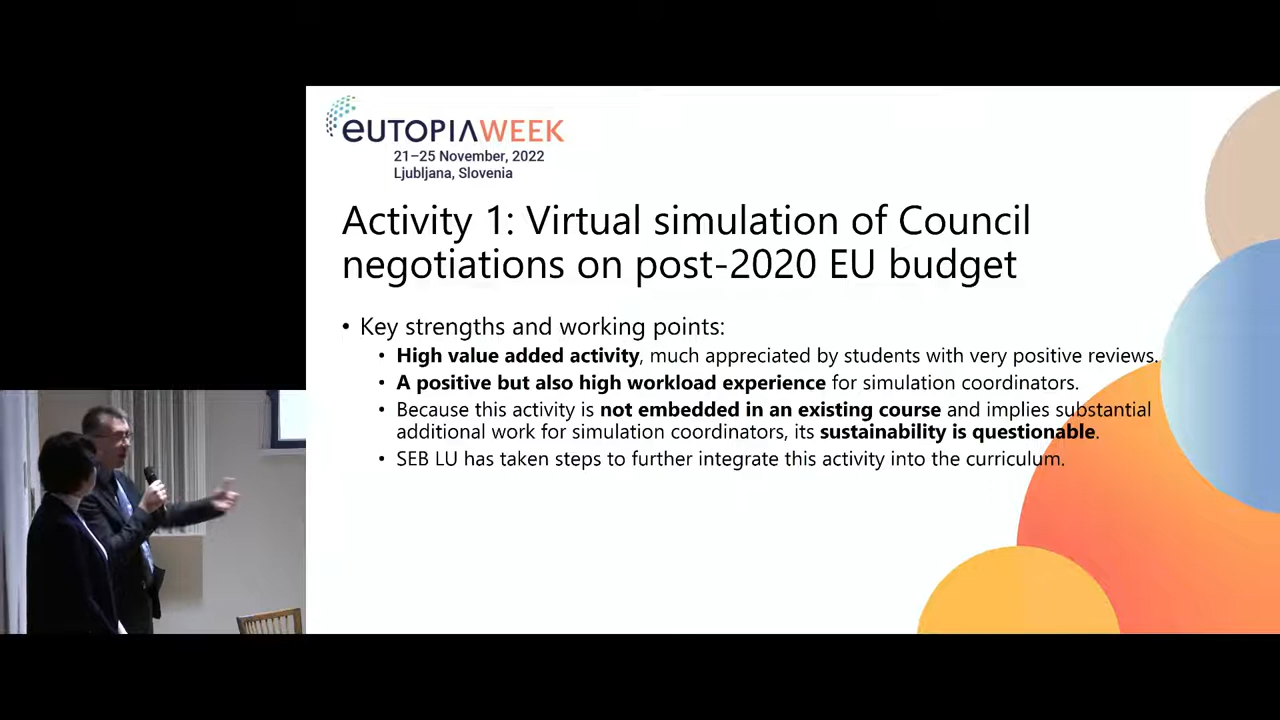 eUTOPIAWEEK
21–25 November, 2022
Ljubljana, Slovenia
Activity 1: Virtual simulation of Council
negotiations on post-2020 EU budget
• Key strengths and working points:
• High value added activity, much appreciated by students with very positive reviews.
• A positive but also high workload experience for simulation coordinators.
• Because this activity is not embedded in an existing course and implies substantial
additional work for simulation coordinators, its sustainability is questionable.
• SEB LU has taken steps to further integrate this activity into the curriculum.